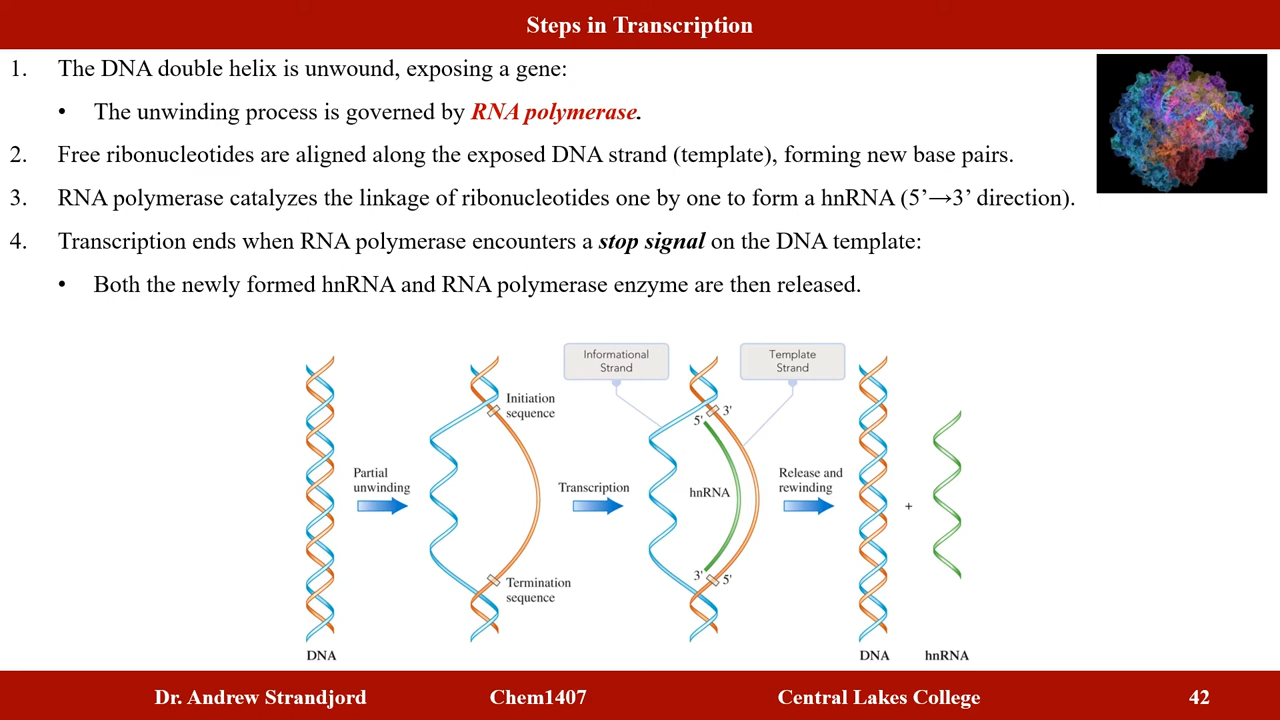 Steps in Transcription
1. The DNA double helix is unwound, exposing a gene:
• The unwinding process is governed by RNA polymerase.
2. Free ribonucleotides are aligned along the exposed DNA strand (template), forming new base pairs.
3. RNA polymerase catalyzes the linkage of ribonucleotides one by one to form a hnRNA (5’→3’ direction).
4. Transcription ends when RNA polymerase encounters a stop signal on the DNA template:
• Both the newly formed hnRNA and RNA polymerase enzyme are then released.
Informational
Strand
Template
Strand
Initiation
sequence
3'
5'
Partial
unwinding
Transcription
hnRNA
Release and
rewinding
+
Termination
sequence
3'
5'
DNA
DNA
hnRNA
Dr. Andrew Strandjord Chem1407 Central Lakes College 42